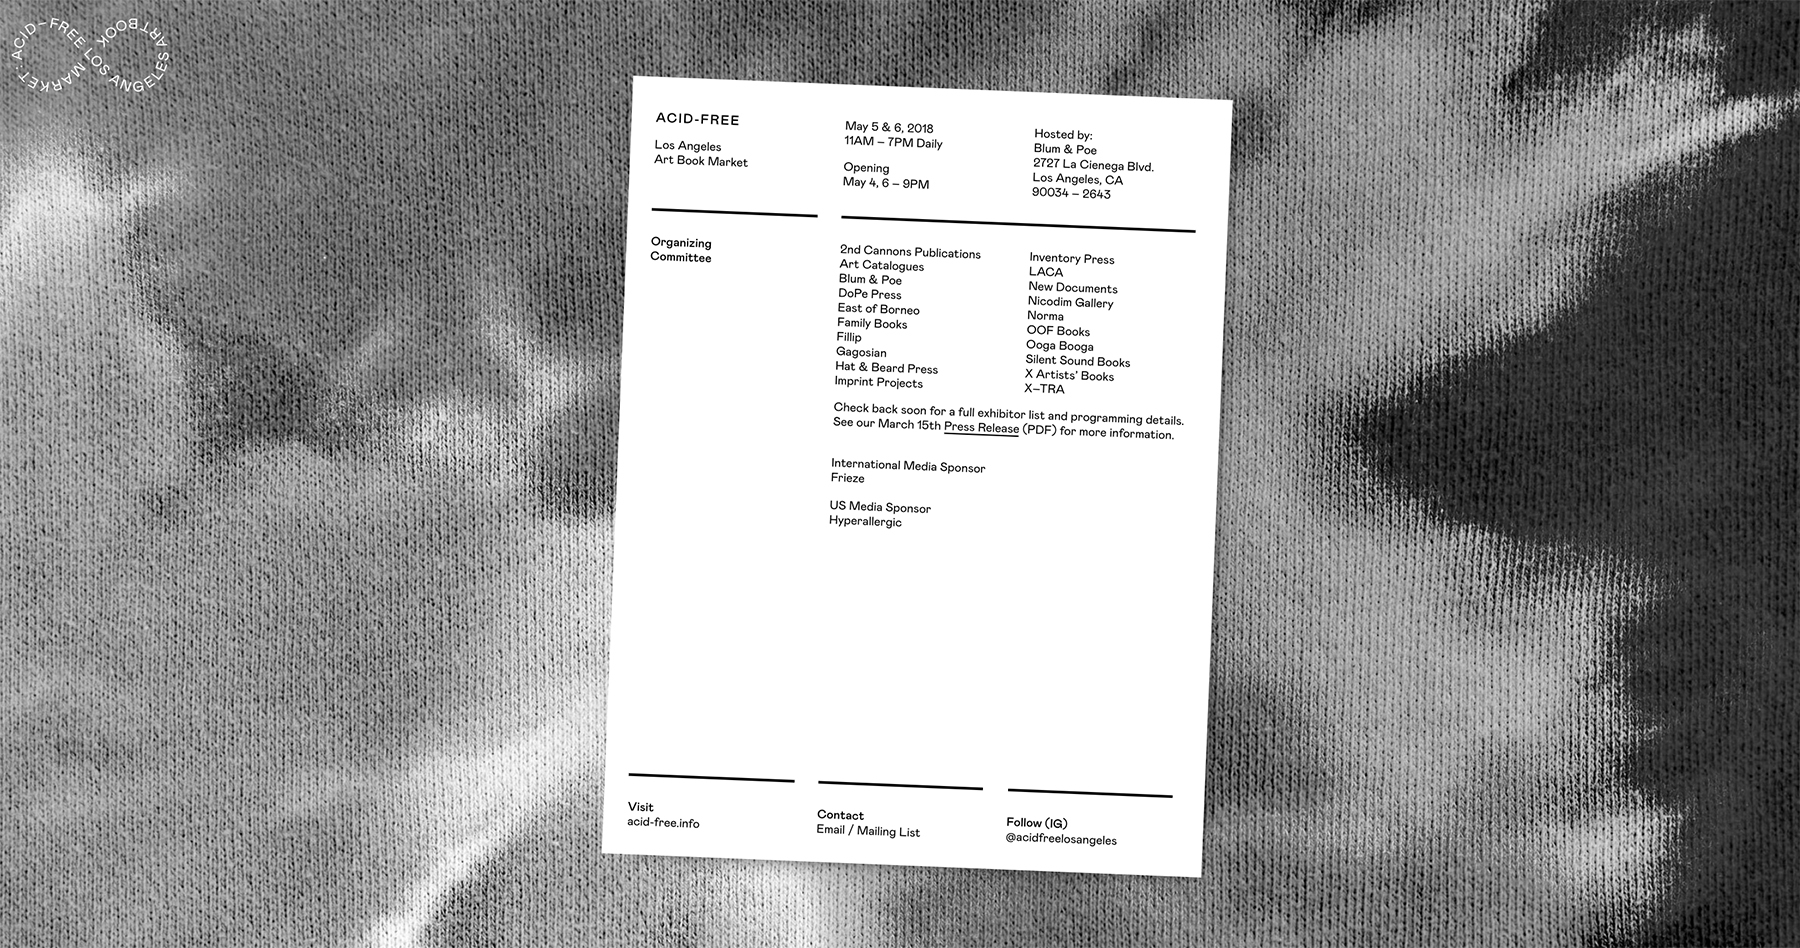 ACID–FREE LOS ANGELES ART BOOK MARKET:
ACID-FREE
Los Angeles
Art Book Market
May 5 & 6, 2018
11AM – 7PM Daily
Opening
May 4, 6 – 9PM
Hosted by:
Blum & Poe
2727 La Cienega Blvd.
Los Angeles, CA
90034 – 2643
Organizing
Committee
2nd Cannons Publications
Art Catalogues
Blum & Poe
DoPe Press
East of Borneo
Family Books
Fillip
Gagosian
Hat & Beard Press
Imprint Projects
Inventory Press
LACA
New Documents
Nicodim Gallery
Norma
OOF Books
Ooga Booga
Silent Sound Books
X Artists’ Books
X–TRA
Check back soon for a full exhibitor list and programming details.
See our March 15th Press Release (PDF) for more information.
International Media Sponsor
Frieze
US Media Sponsor
Hyperallergic
Visit
acid-free.info
Contact
Email / Mailing List
Follow (IG)
@acidfreelosangeles